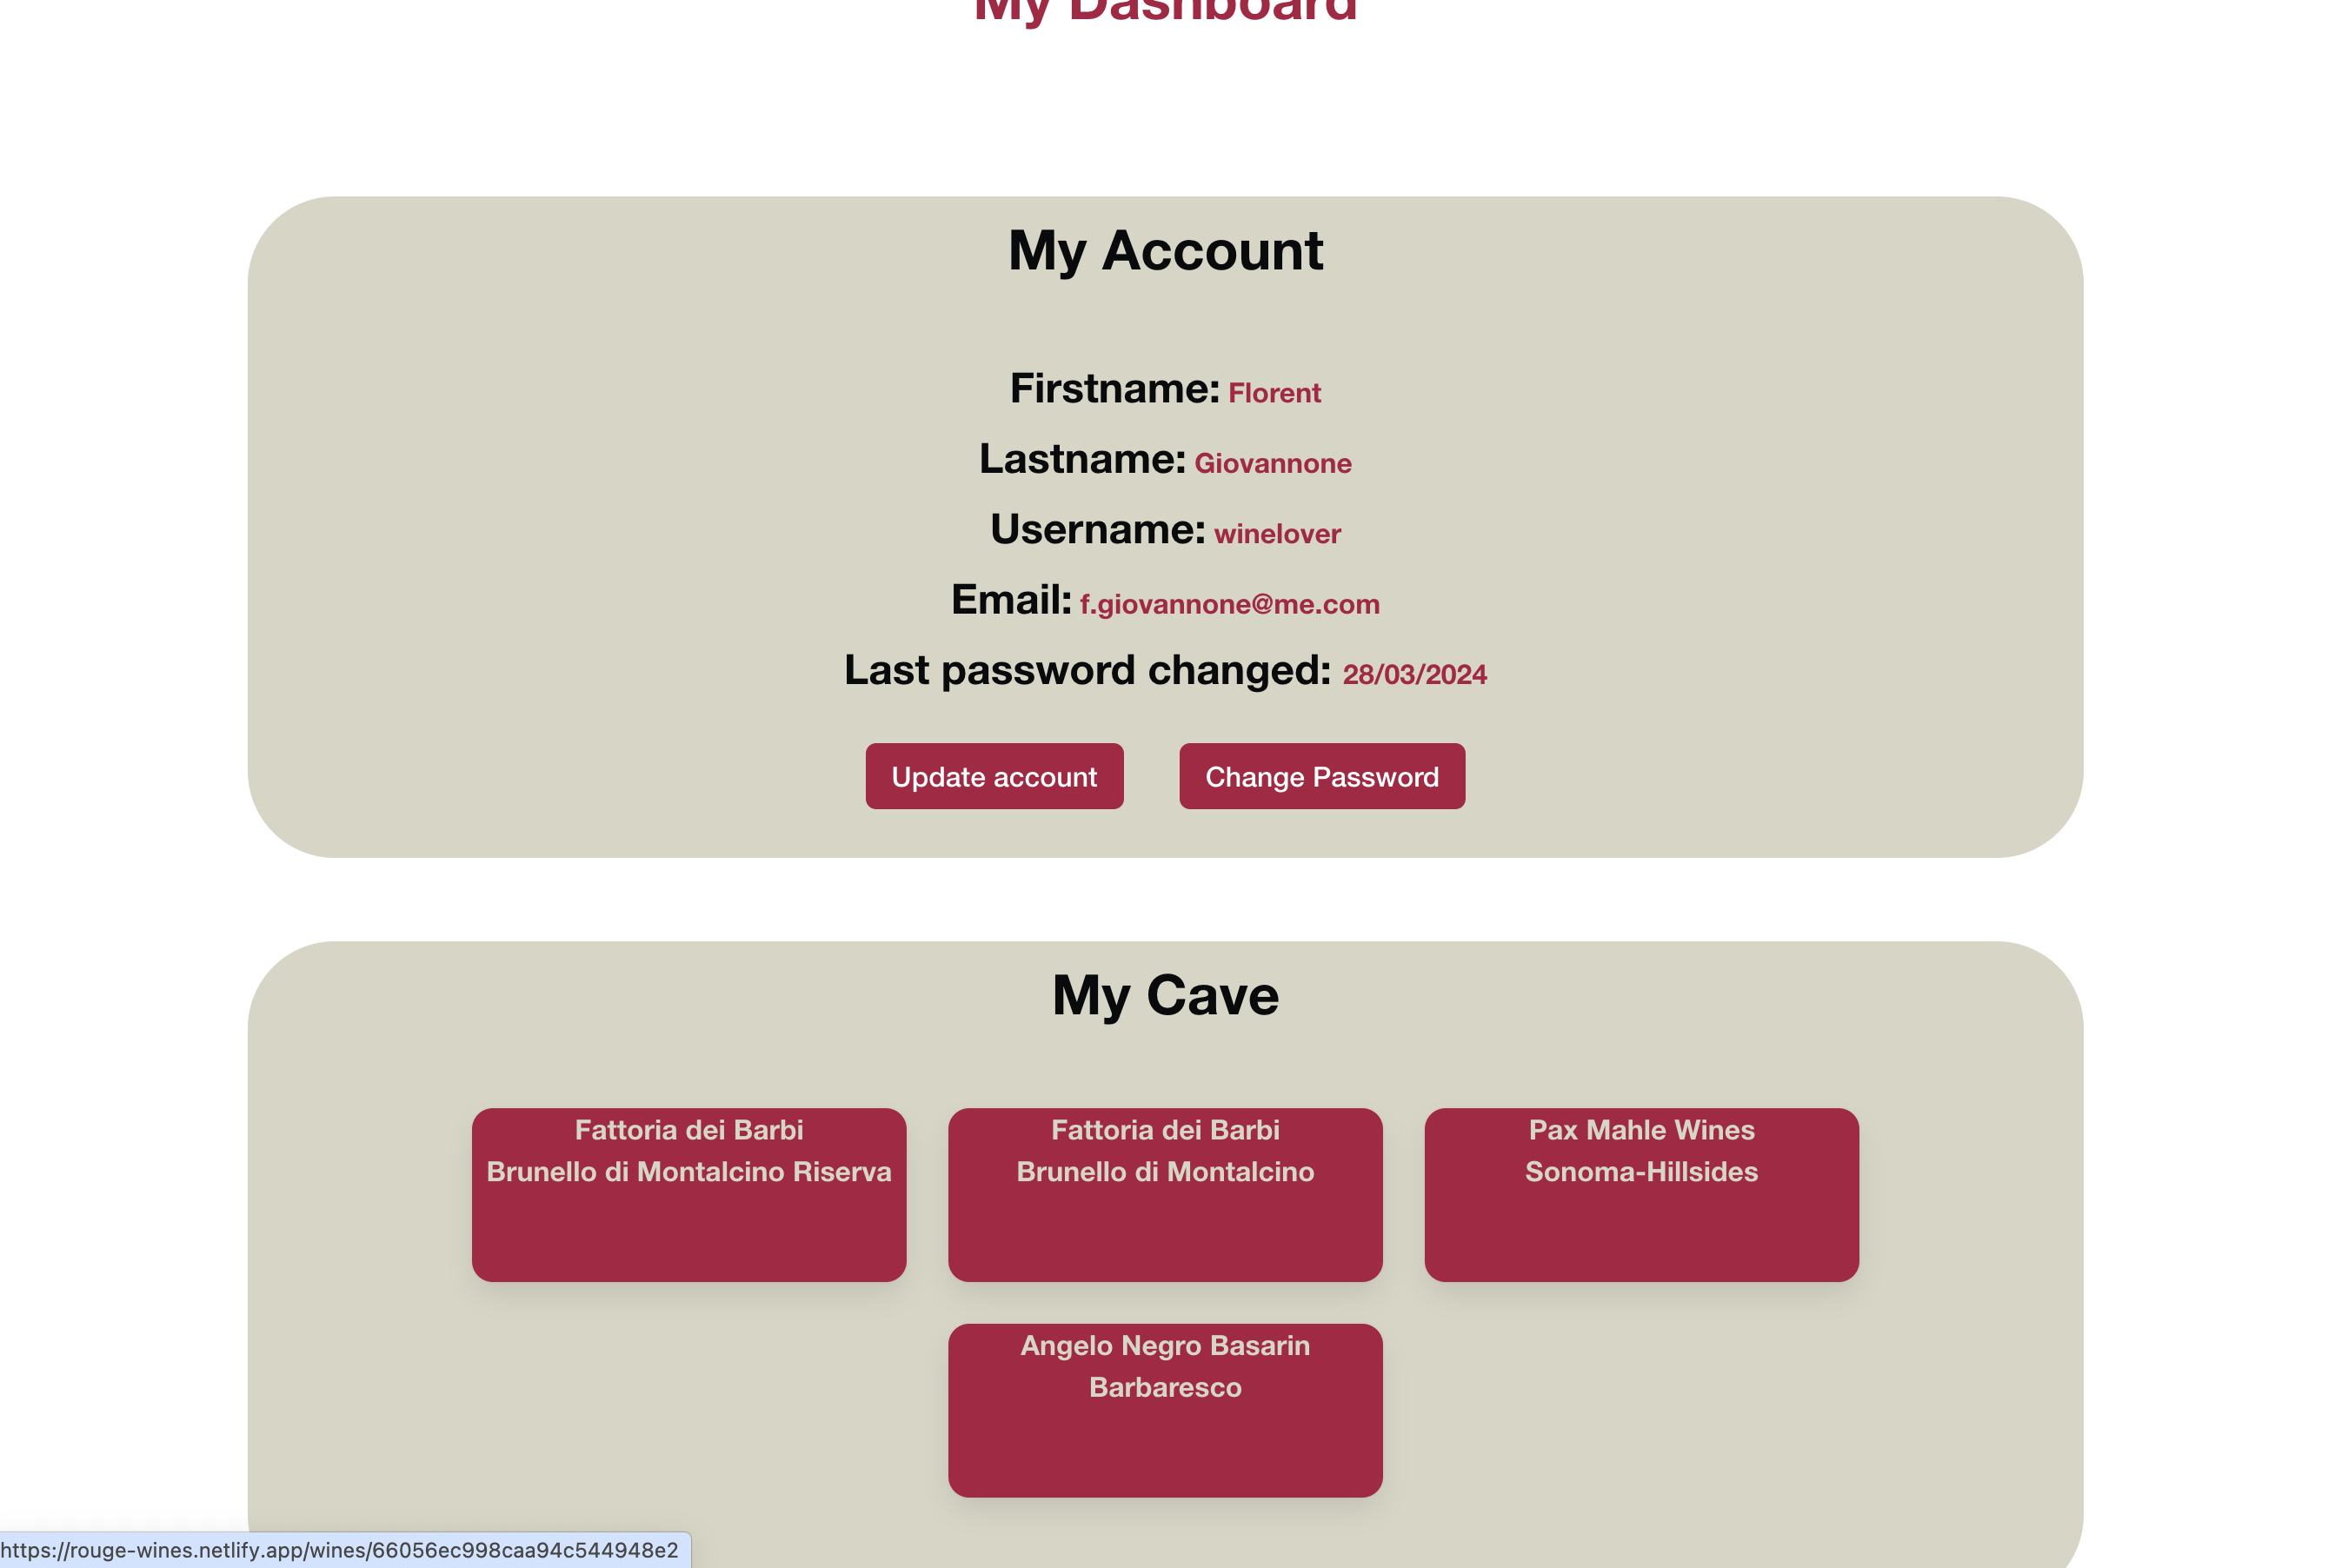 My Dashboard
My Account
Firstname: Florent
Lastname: Giovannone
Username: winelover
Email: f.giovannone@me.com
Last password changed: 28/03/2024
Update account Change Password
My Cave
Fattoria dei Barbi
Brunello di Montalcino Riserva
Fattoria dei Barbi
Brunello di Montalcino
Pax Mahle Wines
Sonoma-Hillsides
Angelo Negro Basarin
Barbaresco
https://rouge-wines.netlify.app/wines/66056ec998caa94c544948e2